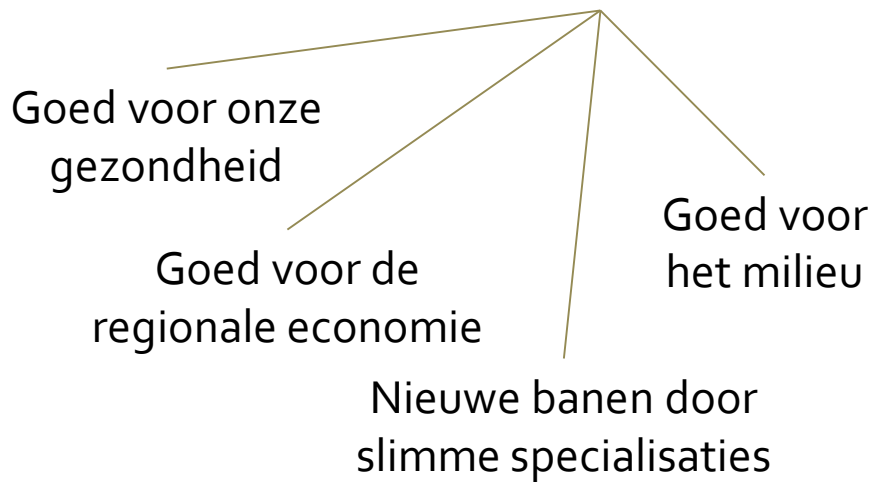 Goed voor onze
gezondheid
Goed voor de
regionale economie
Nieuwe banen door
slimme specialisaties
Goed voor
het milieu